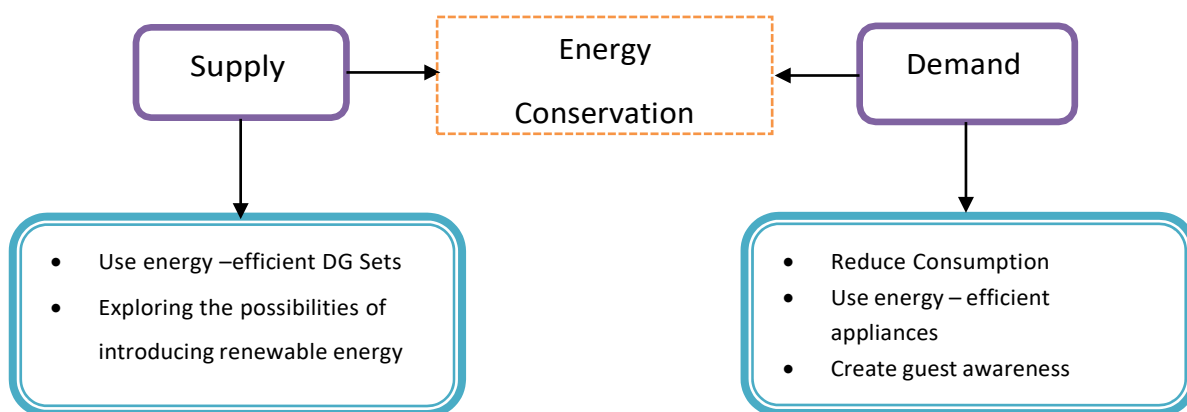 Supply
Energy
Conservation
Demand
• Use energy –efficient DG Sets
• Exploring the possibilities of
introducing renewable energy
• Reduce Consumption
• Use energy – efficient
appliances
• Create guest awareness